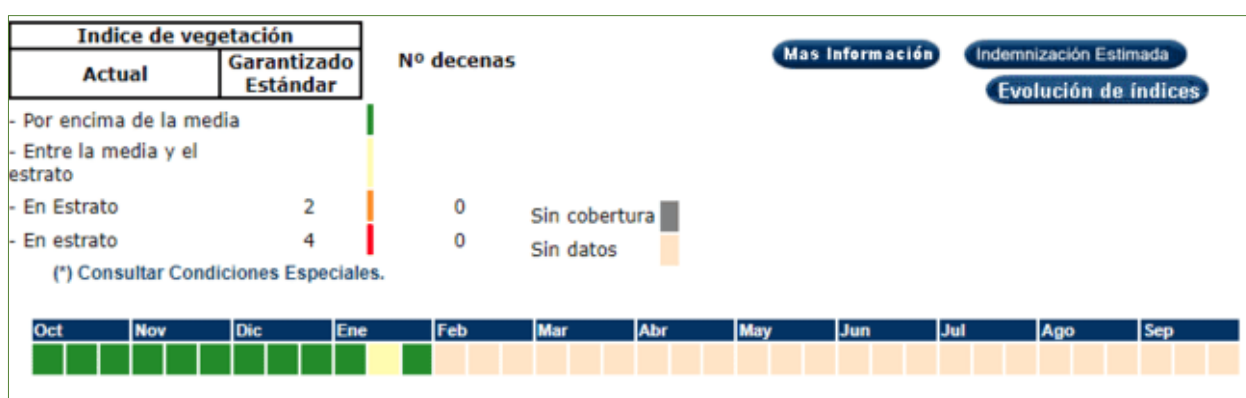 Indice de vegetación
Actual
Garantizado
Estándar
Nº decenas
Mas Información
Indemnización Estimada
Evolución de índices
- Por encima de la media
- Entre la media y el
estrato
- En Estrato 2 0
Sin cobertura
- En estrato 4 0
Sin datos
(*) Consultar Condiciones Especiales.
Oct Nov Dic Ene Feb Mar Abr May Jun Jul Ago Sep